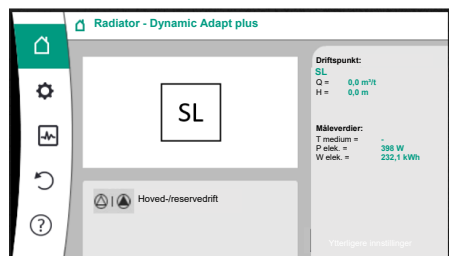 Radiator - Dynamic Adapt plus
SL
Hoved-/reservedrift
Driftspunkt:
SL
Q = 0,0 m³/t
H = 0,0 m
Måleverdier:
T medium = -
P elek. = 398 W
W elek. = 232,1 kWh
Ytterligere innstillinger